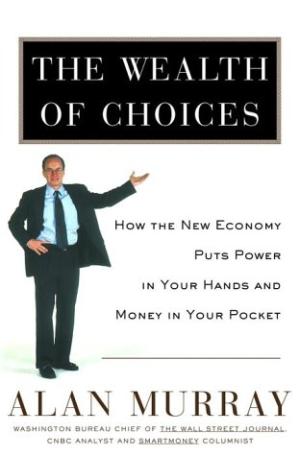 THE WEALTH
OF CHOICES
HOW THE NEW ECONOMY
PUTS POWER
IN YOUR HANDS AND
MONEY IN YOUR POCKET
ALAN MURRAY
WASHINGTON BUREAU CHIEF OF THE WALL STREET JOURNAL,
CNBC ANALYST AND SMARTMONEY COLUMNIST